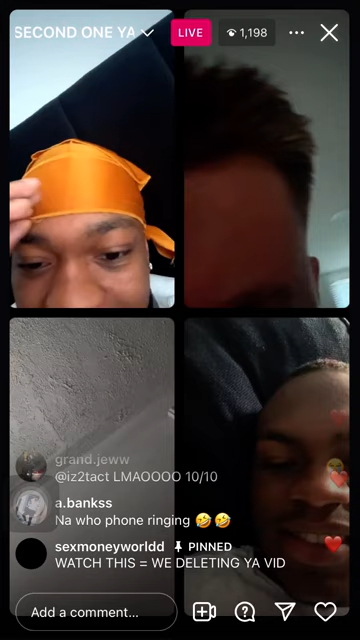 SECOND ONE YA
LIVE
1,198
grand.jeww
@iz2tact LMAOOOO 10/10
a.bankss
Na who phone ringing 🤣 🤣
sexmoneyworldd PINNED
WATCH THIS = WE DELETING YA VID
Add a comment...